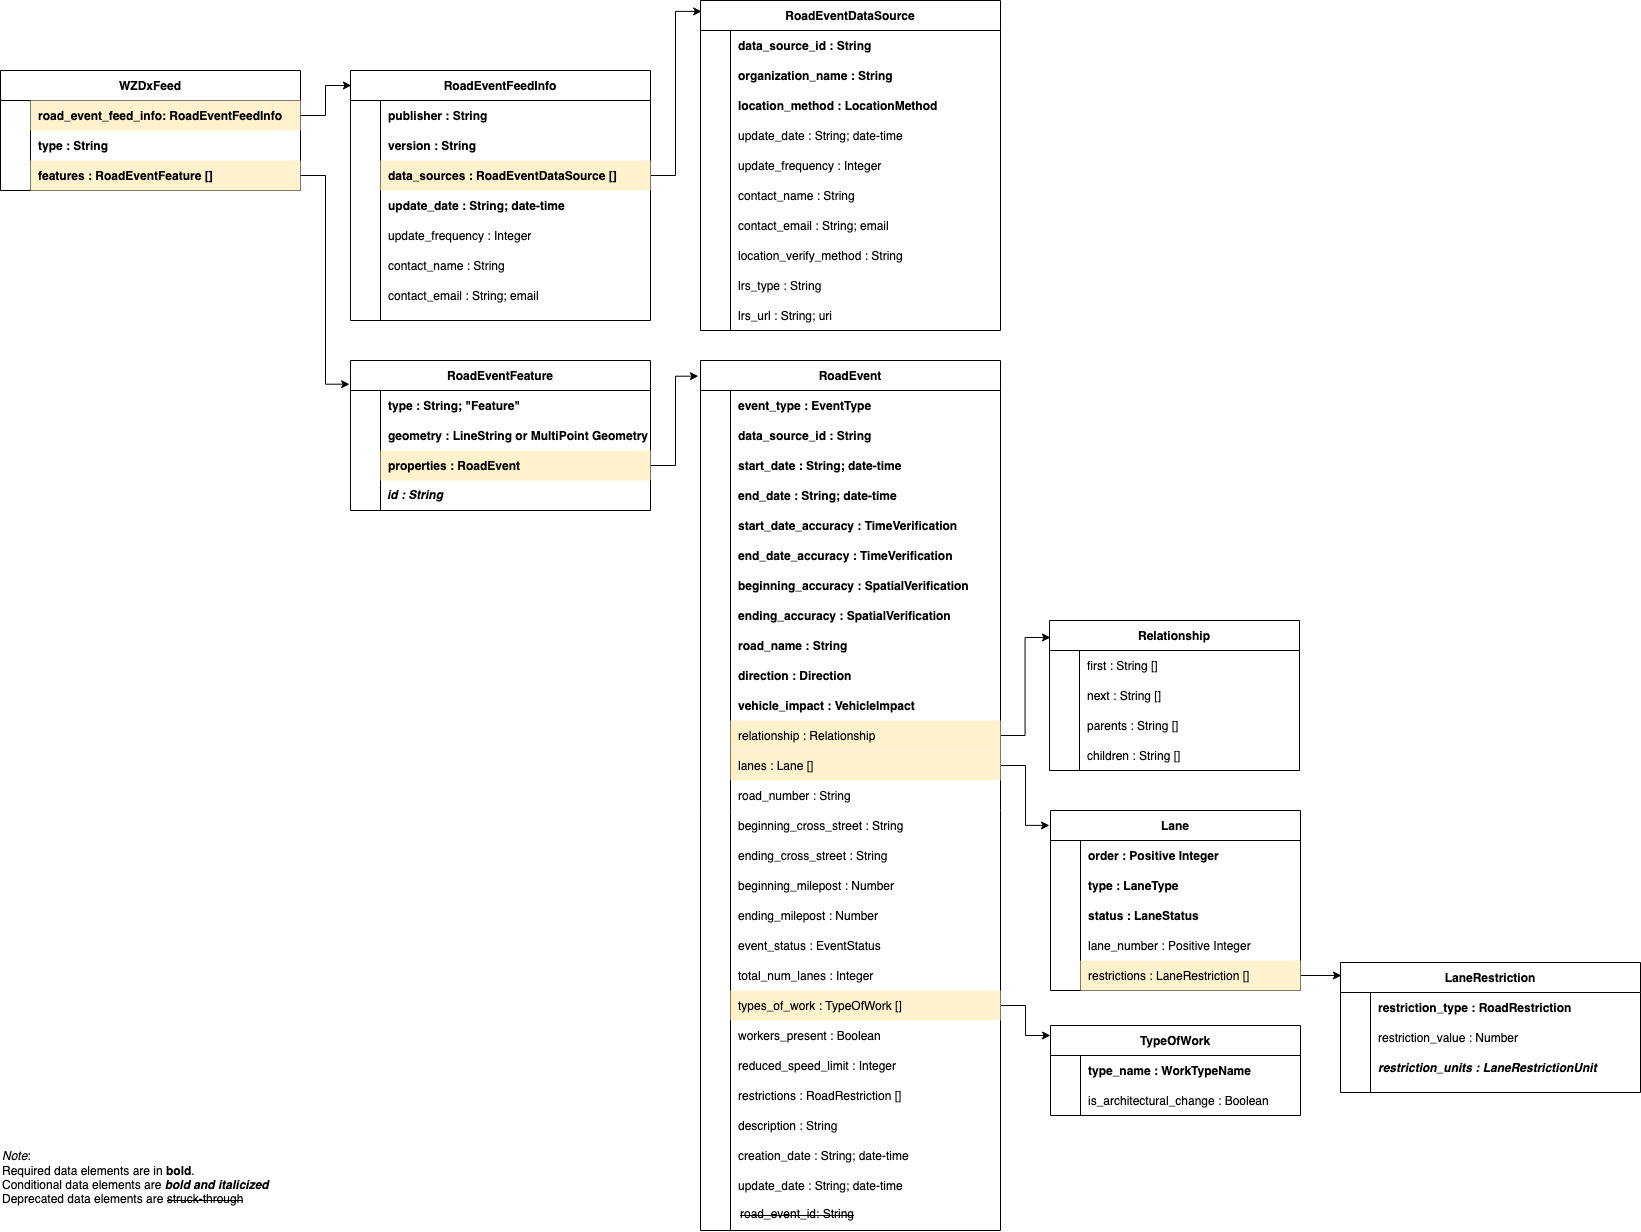 WZDxFeed
road_event_feed_info: RoadEventFeedInfo
type : String
features : RoadEventFeature []
RoadEventFeedInfo
publisher : String
version : String
data_sources : RoadEventDataSource []
update_date : String; date-time
update_frequency : Integer
contact_name : String
contact_email : String; email
RoadEventDataSource
data_source_id : String
organization_name : String
location_method : LocationMethod
update_date : String; date-time
update_frequency : Integer
contact_name : String
contact_email : String; email
location_verify_method : String
lrs_type : String
lrs_url : String; uri
RoadEventFeature
type : String; "Feature"
geometry : LineString or MultiPoint Geometry
properties : RoadEvent
id : String
RoadEvent
event_type : EventType
data_source_id : String
start_date : String; date-time
end_date : String; date-time
start_date_accuracy : TimeVerification
end_date_accuracy : TimeVerification
beginning_accuracy : SpatialVerification
ending_accuracy : SpatialVerification
road_name : String
direction : Direction
vehicle_impact : VehicleImpact
relationship : Relationship
lanes : Lane []
road_number : String
beginning_cross_street : String
ending_cross_street : String
beginning_milepost : Number
ending_milepost : Number
event_status : EventStatus
total_num_lanes : Integer
types_of_work : TypeOfWork []
workers_present : Boolean
reduced_speed_limit : Integer
restrictions : RoadRestriction []
description : String
creation_date : String; date-time
update_date : String; date-time
road_event_id: String
Relationship
first : String []
next : String []
parents : String []
children : String []
Lane
order : Positive Integer
type : LaneType
status : LaneStatus
lane_number : Positive Integer
restrictions : LaneRestriction []
LaneRestriction
restriction_type : RoadRestriction
restriction_value : Number
restriction_units : LaneRestrictionUnit
TypeOfWork
type_name : WorkTypeName
is_architectural_change : Boolean
Note:
Required data elements are in bold.
Conditional data elements are bold and italicized
Deprecated data elements are struck-through